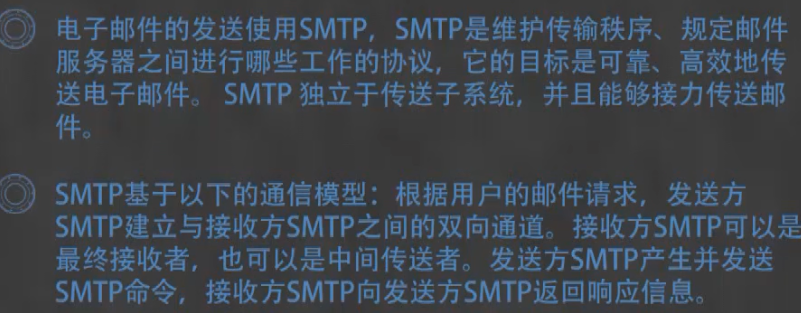 电子邮件的发送使用SMTP，SMTP是维护传输秩序、规定邮件
服务器之间进行哪些工作的协议，它的目标是可靠、高效地传
送电子邮件。 SMTP 独立于传送子系统，并且能够接力传送邮
件。
SMTP基于以下的通信模型：根据用户的邮件请求，发送方
SMTP建立与接收方SMTP之间的双向通道。接收方SMTP可以是
最终接收者，也可以是中间传送者。发送方SMTP产生并发送
SMTP命令，接收方SMTP向发送方SMTP返回响应信息。